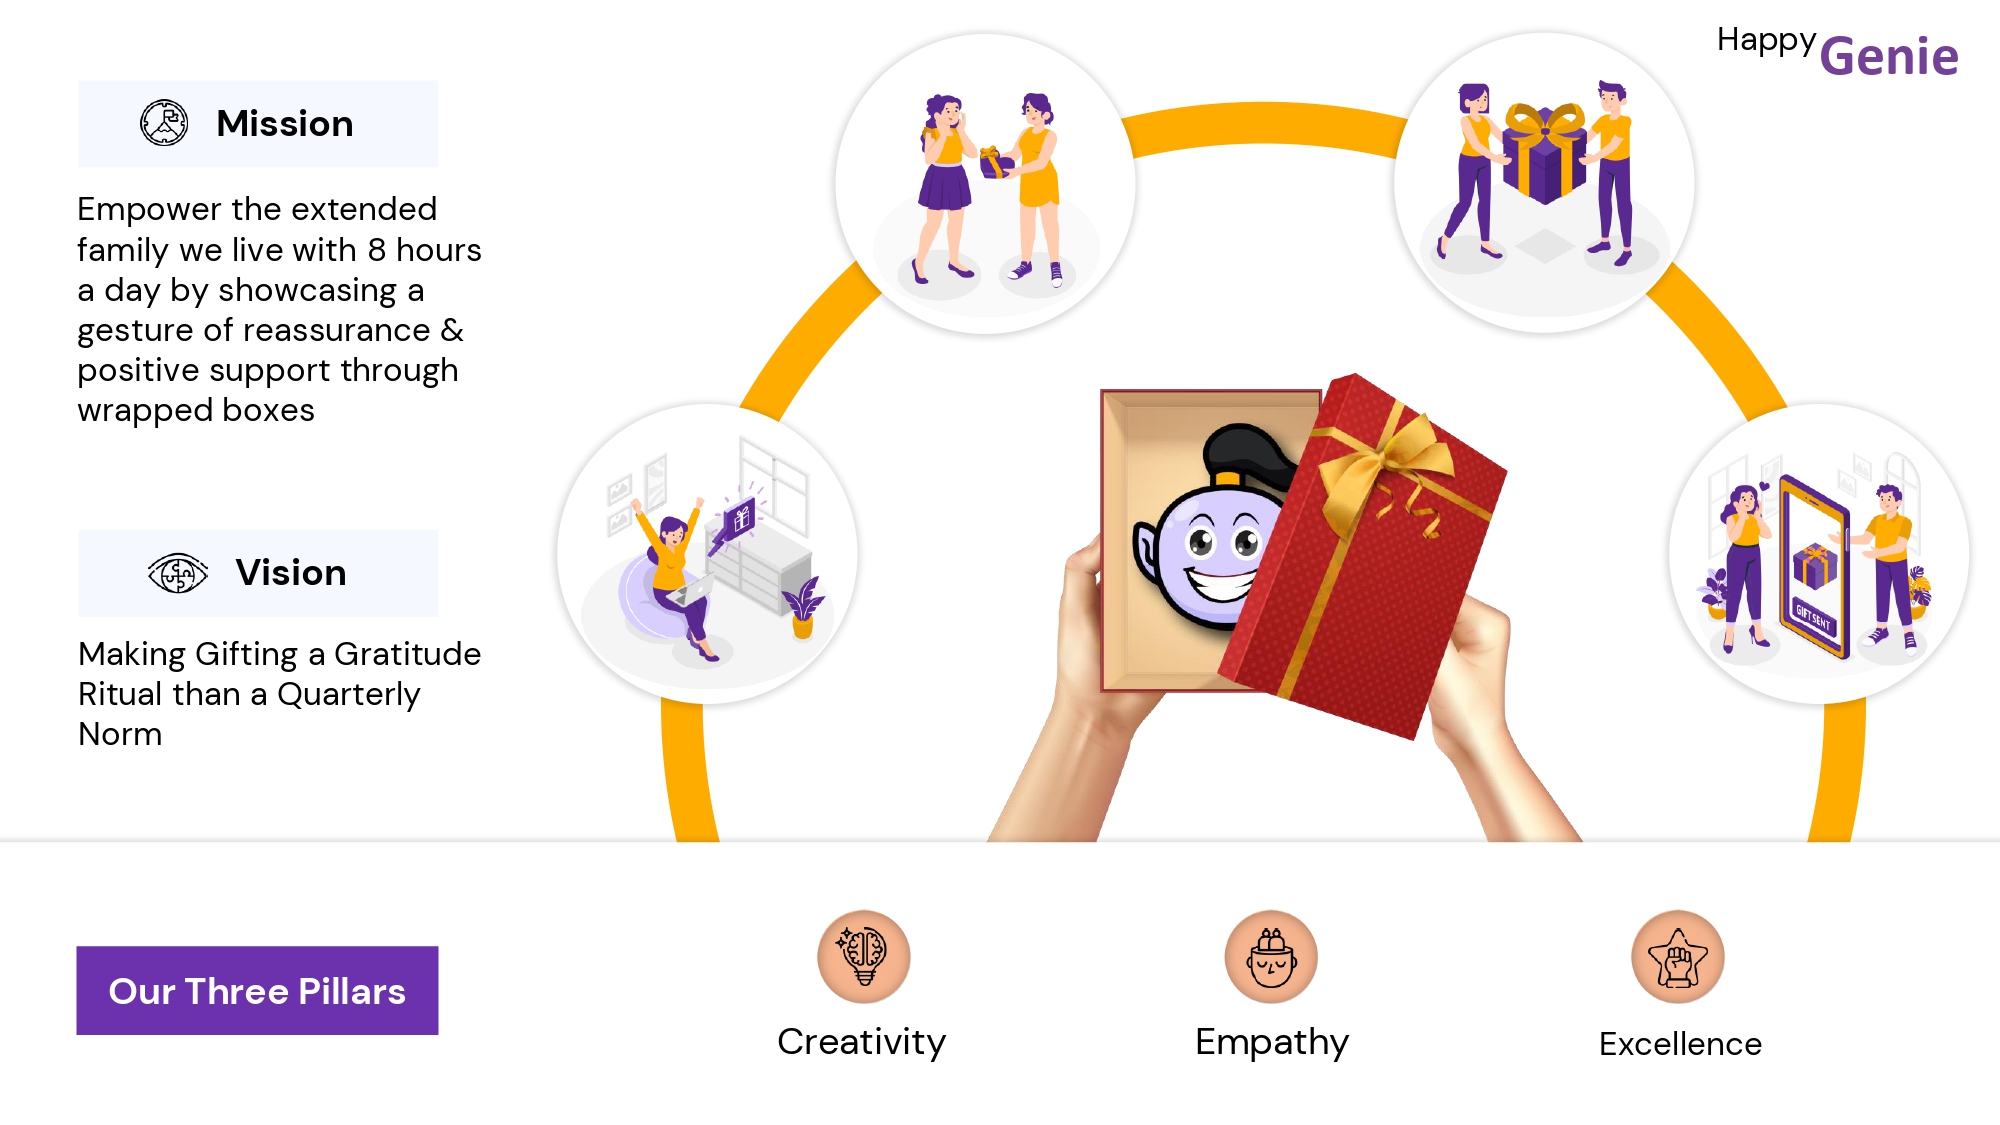 Happy Genie
Mission
Empower the extended
family we live with 8 hours
a day by showcasing a
gesture of reassurance &
positive support through
wrapped boxes
Vision
Making Gifting a Gratitude
Ritual than a Quarterly
Norm
GIFT SENT
Our Three Pillars
Creativity
Empathy
Excellence